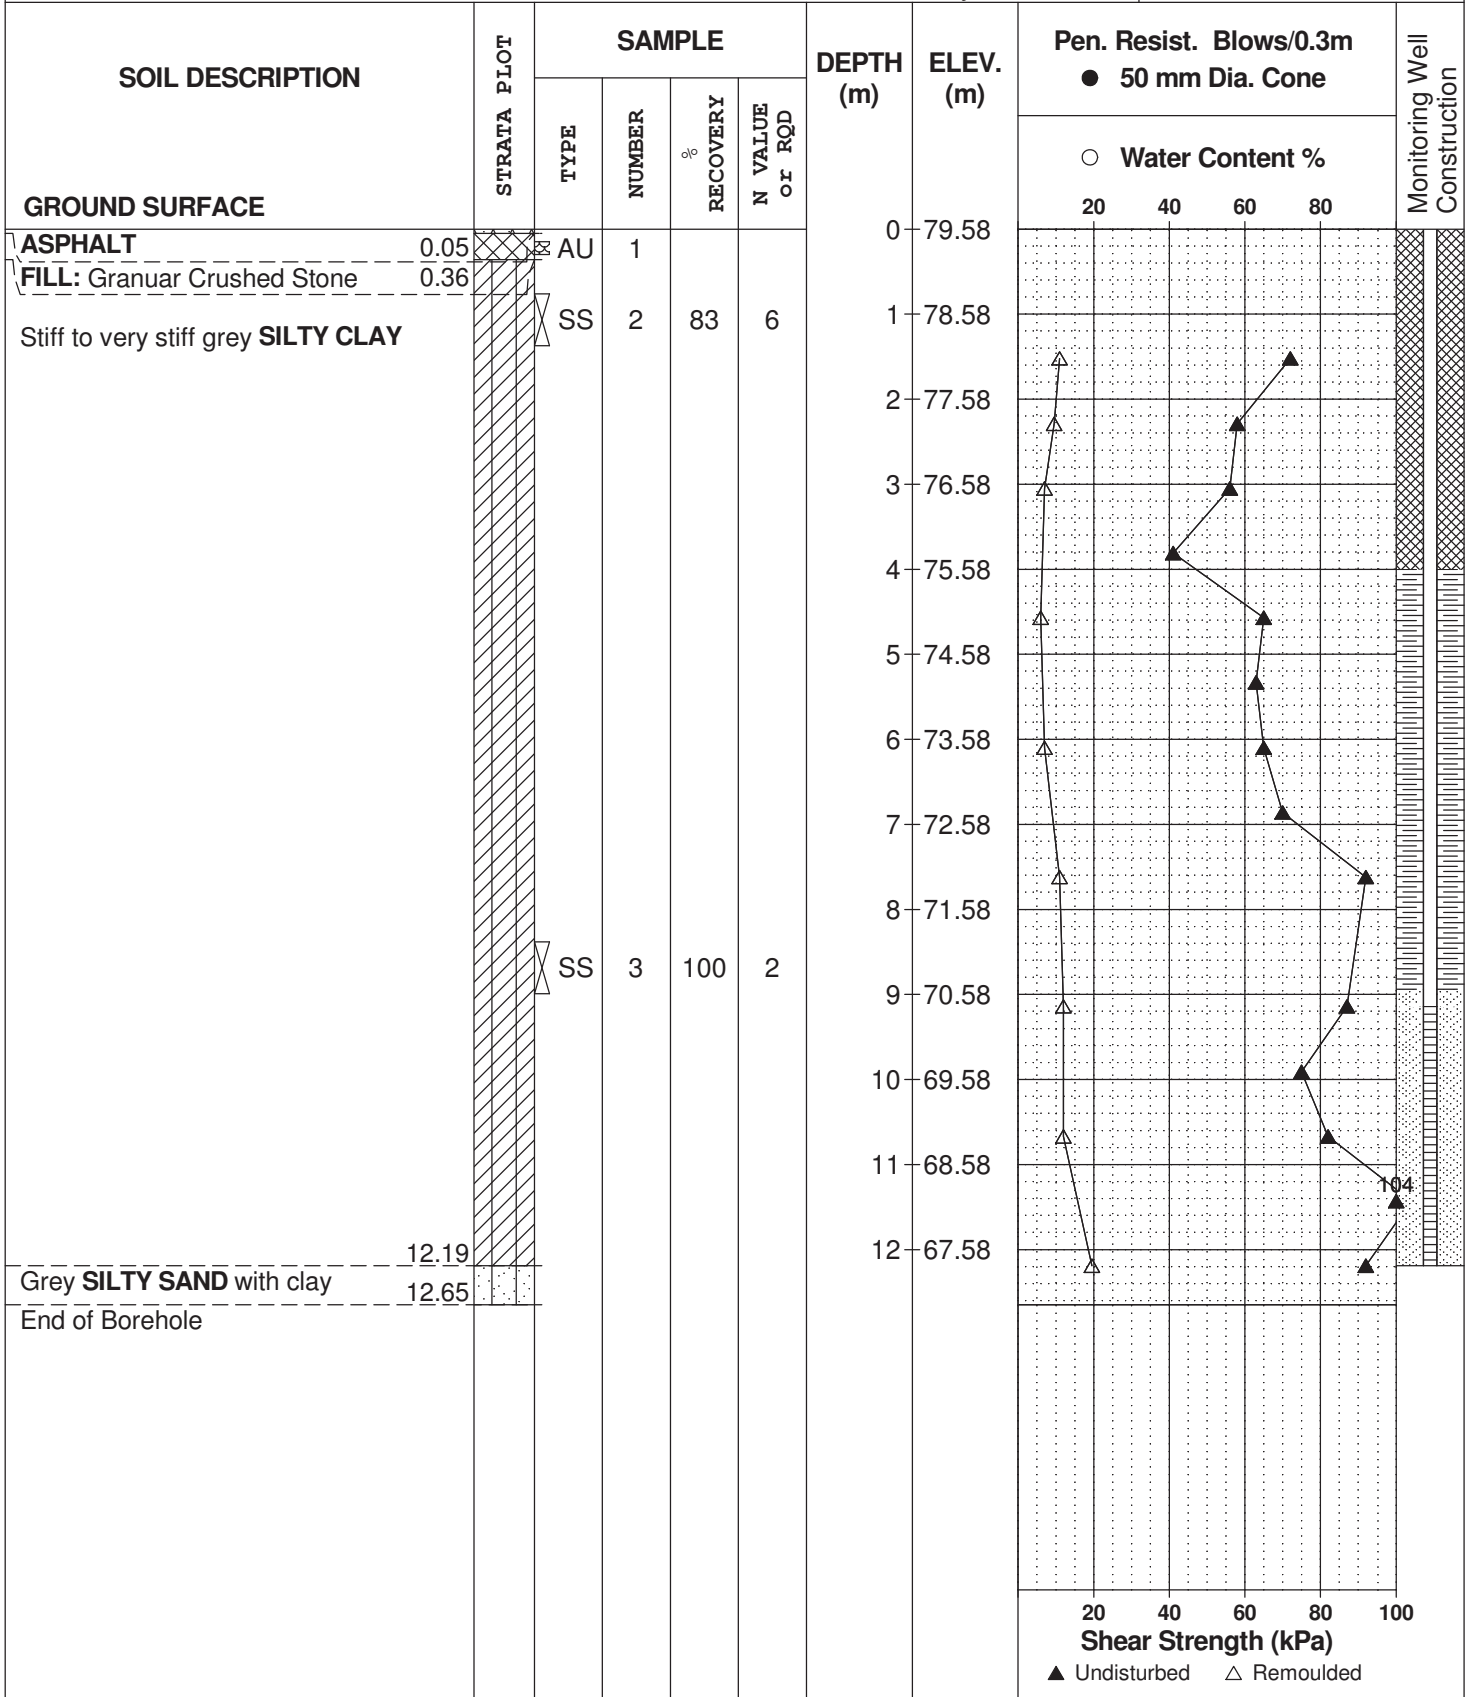 SOIL DESCRIPTION
GROUND SURFACE
STRATA PLOT
SAMPLE
TYPE
NUMBER
% RECOVERY
N VALUE
or RQD
DEPTH
(m)
ELEV.
(m)
Pen. Resist. Blows/0.3m
● 50 mm Dia. Cone
○ Water Content %
20 40 60 80
Monitoring Well
Construction
0 79.58
ASPHALT 0.05 AU 1
FILL: Granuar Crushed Stone 0.36
SS 2 83 6
1 78.58
Stiff to very stiff grey SILTY CLAY
2 77.58
3 76.58
4 75.58
5 74.58
6 73.58
7 72.58
8 71.58
SS 3 100 2
9 70.58
10 69.58
11 68.58
104
12 67.58
12.19
Grey SILTY SAND with clay
12.65
End of Borehole
20 40 60 80 100
Shear Strength (kPa)
▲ Undisturbed △ Remoulded